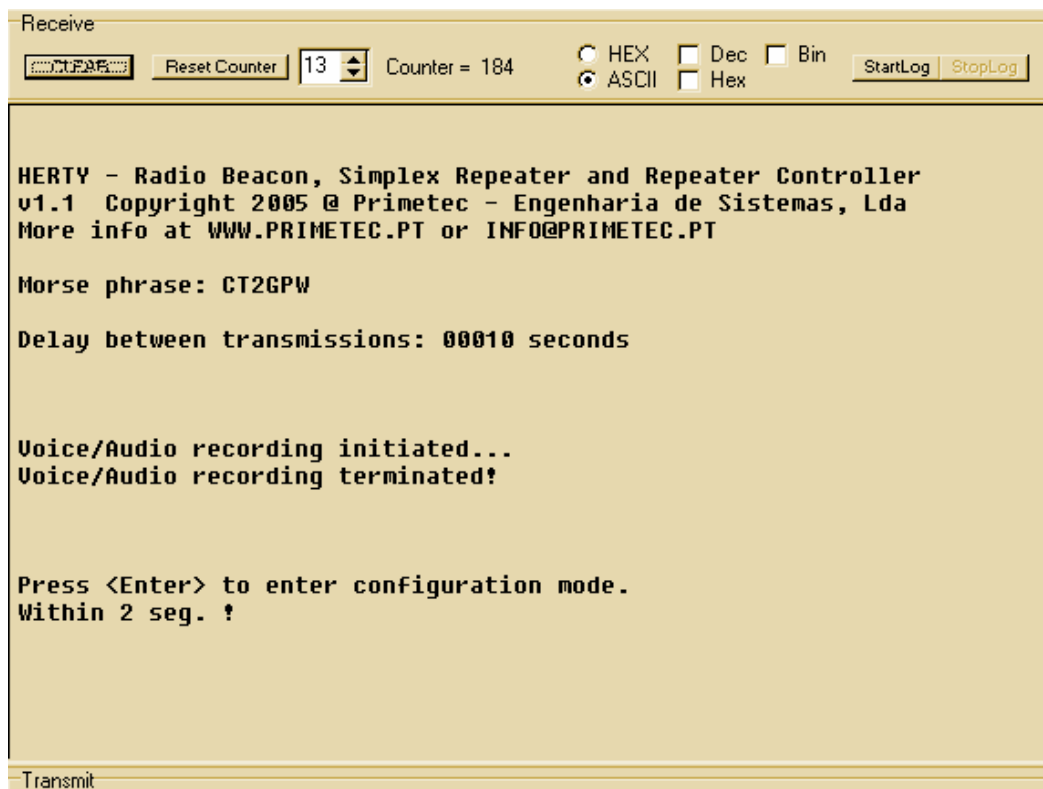 Receive
CLEAR Reset Counter 13 Counter = 184 HEX Dec Bin StartLog StopLog
ASCII Hex
HERTY - Radio Beacon, Simplex Repeater and Repeater Controller
v1.1 Copyright 2005 @ Primetec - Engenharia de Sistemas, Lda
More info at WWW.PRIMETEC.PT or INFO@PRIMETEC.PT
Morse phrase: CT2GPW
Delay between transmissions: 00010 seconds
Voice/Audio recording initiated...
Voice/Audio recording terminated!
Press <Enter> to enter configuration mode.
Within 2 seg. !
Transmit